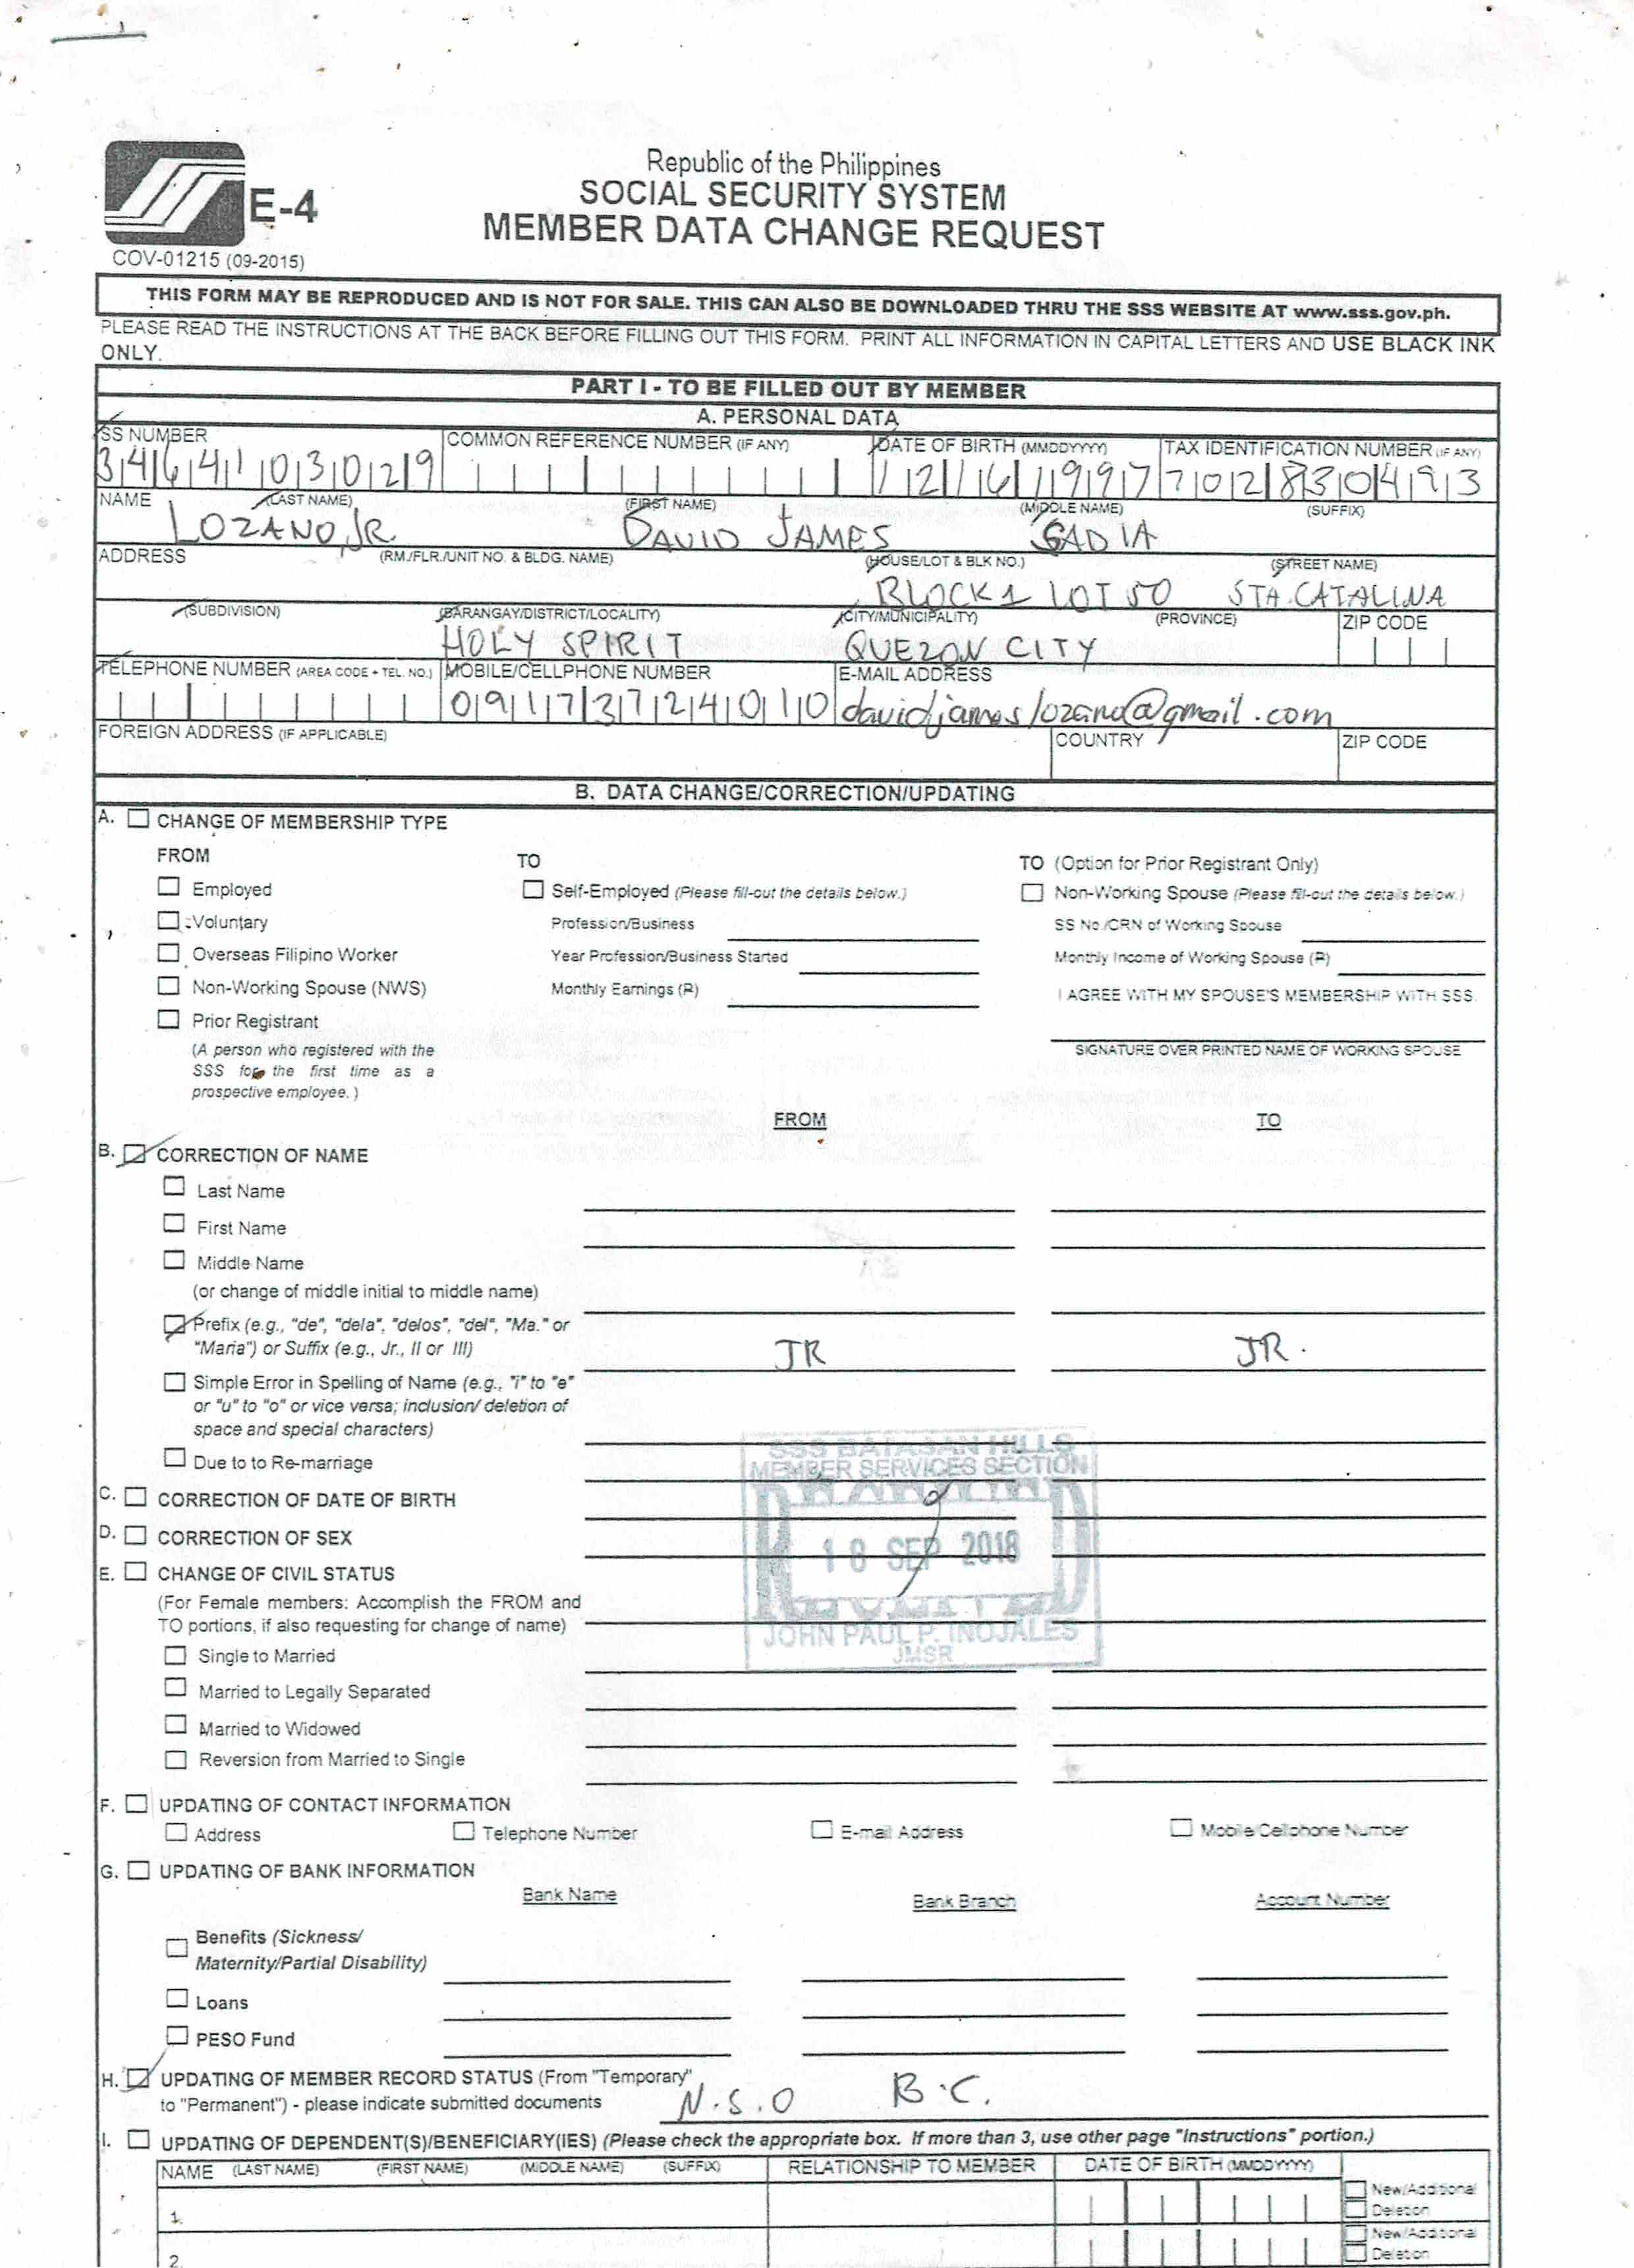 E-4
COV-01215 (09-2015)
Republic of the Philippines
SOCIAL SECURITY SYSTEM
MEMBER DATA CHANGE REQUEST
THIS FORM MAY BE REPRODUCED AND IS NOT FOR SALE. THIS CAN ALSO BE DOWNLOADED THRU THE SSS WEBSITE AT www.sss.gov.ph.
PLEASE READ THE INSTRUCTIONS AT THE BACK BEFORE FILLING OUT THIS FORM. PRINT ALL INFORMATION IN CAPITAL LETTERS AND USE BLACK INK
ONLY.
PART I - TO BE FILLED OUT BY MEMBER
A. PERSONAL DATA
SS NUMBER COMMON REFERENCE NUMBER (IF ANY) DATE OF BIRTH (MMDDYYYY) TAX IDENTIFICATION NUMBER (IF ANY)
3464103029 12161997 702830493
NAME (LAST NAME) (FIRST NAME) (MIDDLE NAME) (SUFFIX)
LOZANO, JR. DAVID JAMES SADIA
ADDRESS (RM./FLR./UNIT NO. & BLDG. NAME) (HOUSE/LOT & BLK NO.) (STREET NAME)
BLOCK 1 LOT 50 STA. CATALINA
(SUBDIVISION) (BARANGAY/DISTRICT/LOCALITY) (CITY/MUNICIPALITY) (PROVINCE) ZIP CODE
HOLY SPIRIT QUEZON CITY
TELEPHONE NUMBER (AREA CODE + TEL. NO.) MOBILE/CELLPHONE NUMBER E-MAIL ADDRESS
09173724010 davidjameslozano@gmail.com
FOREIGN ADDRESS (IF APPLICABLE) COUNTRY ZIP CODE
B. DATA CHANGE/CORRECTION/UPDATING
A. CHANGE OF MEMBERSHIP TYPE
FROM TO TO (Option for Prior Registrant Only)
Employed Self-Employed (Please fill-out the details below.) Non-Working Spouse (Please fill-out the details below.)
Voluntary Profession/Business SS No./CRN of Working Spouse
Overseas Filipino Worker Year Profession/Business Started Monthly Income of Working Spouse (₱)
Non-Working Spouse (NWS) Monthly Earnings (₱) I AGREE WITH MY SPOUSE'S MEMBERSHIP WITH SSS.
Prior Registrant
(A person who registered with the SIGNATURE OVER PRINTED NAME OF WORKING SPOUSE
SSS for the first time as a
prospective employee.)
FROM TO
B. CORRECTION OF NAME
Last Name
First Name
Middle Name
(or change of middle initial to middle name)
Prefix (e.g., "de", "dela", "delos", "del", "Ma." or
"Maria") or Suffix (e.g., Jr., II or III) JR JR.
Simple Error in Spelling of Name (e.g., "i" to "e"
or "u" to "o" or vice versa; inclusion/ deletion of
space and special characters)
SSS BATASAN HILLS
Due to to Re-marriage MEMBER SERVICES SECTION
C. CORRECTION OF DATE OF BIRTH
D. CORRECTION OF SEX
18 SEP 2018
E. CHANGE OF CIVIL STATUS
(For Female members: Accomplish the FROM and
TO portions, if also requesting for change of name)
JOHN PAUL P. INOJALES
JMSR
Single to Married
Married to Legally Separated
Married to Widowed
Reversion from Married to Single
F. UPDATING OF CONTACT INFORMATION
Address Telephone Number E-mail Address Mobile/Cellphone Number
G. UPDATING OF BANK INFORMATION
Bank Name Bank Branch Account Number
Benefits (Sickness/
Maternity/Partial Disability)
Loans
PESO Fund
H. UPDATING OF MEMBER RECORD STATUS (From "Temporary"
to "Permanent") - please indicate submitted documents N.S.O B.C.
I. UPDATING OF DEPENDENT(S)/BENEFICIARY(IES) (Please check the appropriate box. If more than 3, use other page "Instructions" portion.)
NAME (LAST NAME) (FIRST NAME) (MIDDLE NAME) (SUFFIX) RELATIONSHIP TO MEMBER DATE OF BIRTH (MMDDYYYY)
New/Additional
1. Deletion
New/Additional
2. Deletion